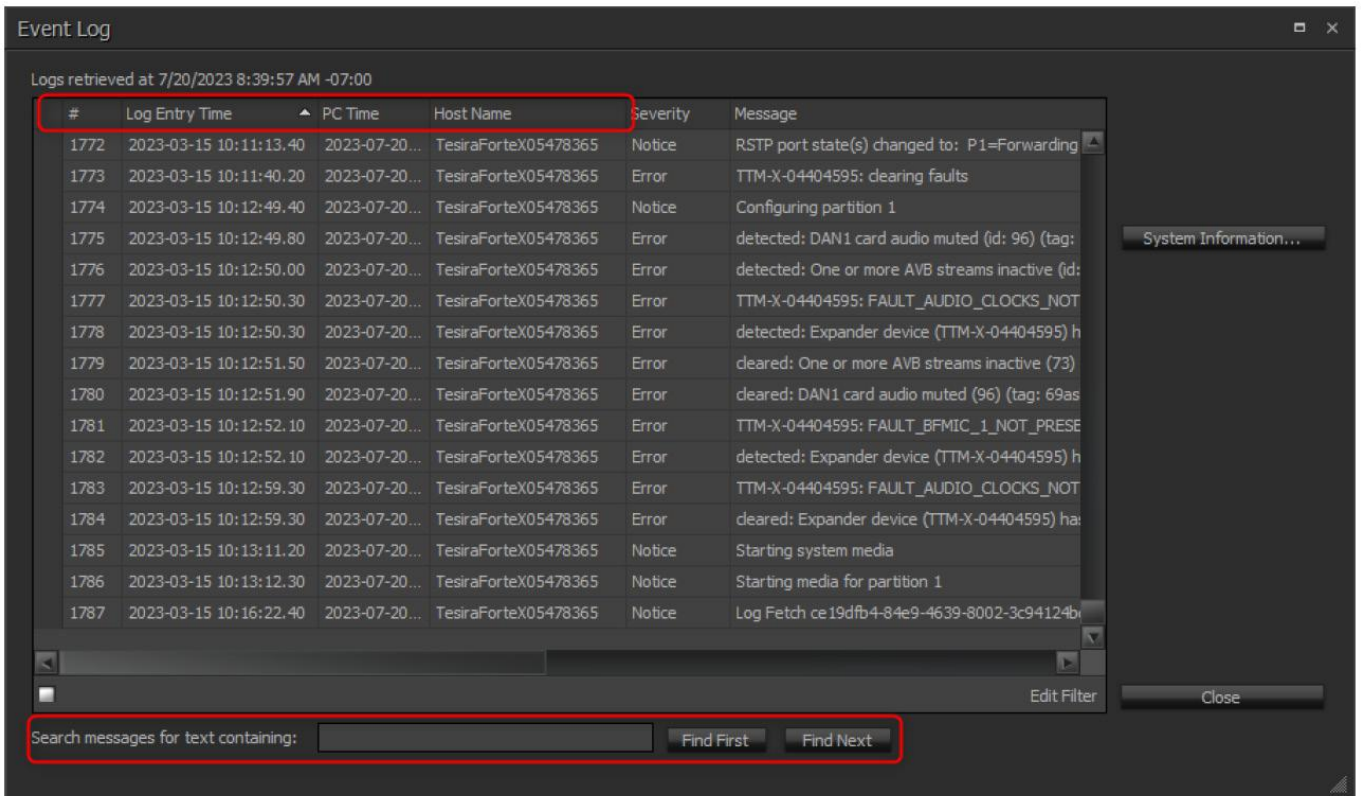 Event Log
Logs retrieved at 7/20/2023 8:39:57 AM -07:00
# Log Entry Time PC Time Host Name Severity Message
1772 2023-03-15 10:11:13.40 2023-07-20... TesiraForteX05478365 Notice RSTP port state(s) changed to: P1=Forwarding
1773 2023-03-15 10:11:40.20 2023-07-20... TesiraForteX05478365 Error TTM-X-04404595: clearing faults
1774 2023-03-15 10:12:49.40 2023-07-20... TesiraForteX05478365 Notice Configuring partition 1
1775 2023-03-15 10:12:49.80 2023-07-20... TesiraForteX05478365 Error detected: DAN1 card audio muted (id: 96) (tag:
System Information...
1776 2023-03-15 10:12:50.00 2023-07-20... TesiraForteX05478365 Error detected: One or more AVB streams inactive (id:
1777 2023-03-15 10:12:50.30 2023-07-20... TesiraForteX05478365 Error TTM-X-04404595: FAULT_AUDIO_CLOCKS_NOT
1778 2023-03-15 10:12:50.30 2023-07-20... TesiraForteX05478365 Error detected: Expander device (TTM-X-04404595) h
1779 2023-03-15 10:12:51.50 2023-07-20... TesiraForteX05478365 Error cleared: One or more AVB streams inactive (73)
1780 2023-03-15 10:12:51.90 2023-07-20... TesiraForteX05478365 Error cleared: DAN1 card audio muted (96) (tag: 69as
1781 2023-03-15 10:12:52.10 2023-07-20... TesiraForteX05478365 Error TTM-X-04404595: FAULT_BFMIC_1_NOT_PRESE
1782 2023-03-15 10:12:52.10 2023-07-20... TesiraForteX05478365 Error detected: Expander device (TTM-X-04404595) h
1783 2023-03-15 10:12:59.30 2023-07-20... TesiraForteX05478365 Error TTM-X-04404595: FAULT_AUDIO_CLOCKS_NOT
1784 2023-03-15 10:12:59.30 2023-07-20... TesiraForteX05478365 Error cleared: Expander device (TTM-X-04404595) has
1785 2023-03-15 10:13:11.20 2023-07-20... TesiraForteX05478365 Notice Starting system media
1786 2023-03-15 10:13:12.30 2023-07-20... TesiraForteX05478365 Notice Starting media for partition 1
1787 2023-03-15 10:16:22.40 2023-07-20... TesiraForteX05478365 Notice Log Fetch ce19dfb4-84e9-4639-8002-3c94124b
Edit Filter
Close
Search messages for text containing:
Find First
Find Next